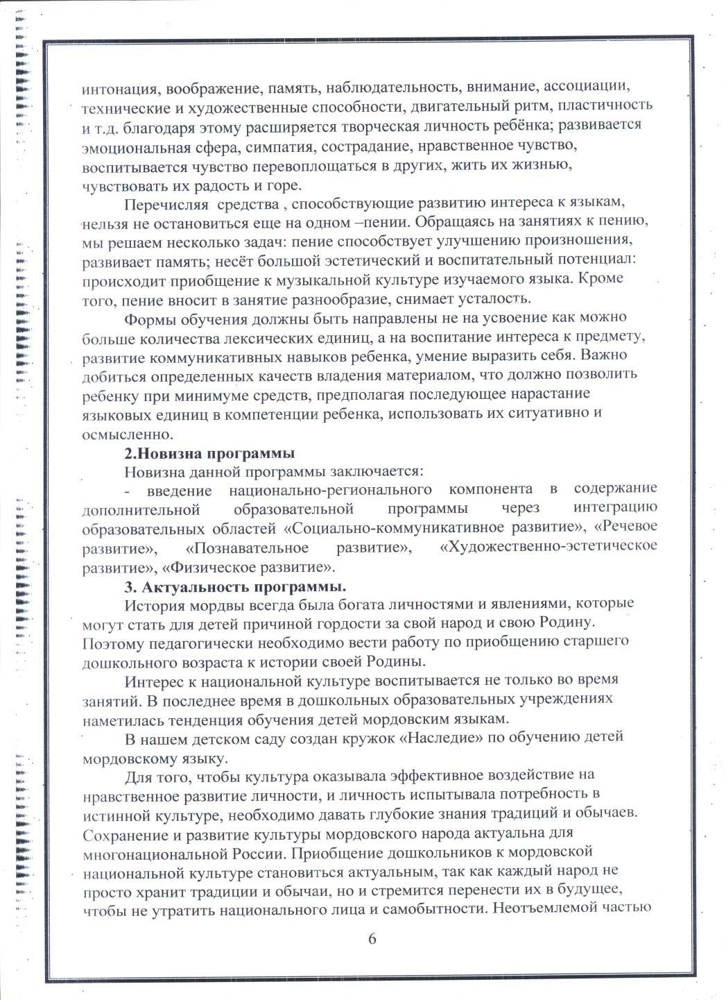 интонация, воображение, память, наблюдательность, внимание, ассоциации,
технические и художественные способности, двигательный ритм, пластичность
и т.д. благодаря этому расширяется творческая личность ребёнка; развивается
эмоциональная сфера, симпатия, сострадание, нравственное чувство,
воспитывается чувство перевоплощаться в других, жить их жизнью,
чувствовать их радость и горе.
Перечисляя  средства , способствующие развитию интереса к языкам,
нельзя не остановиться еще на одном –пении. Обращаясь на занятиях к пению,
мы решаем несколько задач: пение способствует улучшению произношения,
развивает память; несёт большой эстетический и воспитательный потенциал:
происходит приобщение к музыкальной культуре изучаемого языка. Кроме
того, пение вносит в занятие разнообразие, снимает усталость.
Формы обучения должны быть направлены не на усвоение как можно
больше количества лексических единиц, а на воспитание интереса к предмету,
развитие коммуникативных навыков ребенка, умение выразить себя. Важно
добиться определенных качеств владения материалом, что должно позволить
ребенку при минимуме средств, предполагая последующее нарастание
языковых единиц в компетенции ребенка, использовать их ситуативно и
осмысленно.
2.Новизна программы
Новизна данной программы заключается:
- введение национально-регионального компонента в содержание
дополнительной образовательной программы через интеграцию
образовательных областей «Социально-коммуникативное развитие», «Речевое
развитие», «Познавательное развитие», «Художественно-эстетическое
развитие», «Физическое развитие».
3. Актуальность программы.
История мордвы всегда была богата личностями и явлениями, которые
могут стать для детей причиной гордости за свой народ и свою Родину.
Поэтому педагогически необходимо вести работу по приобщению старшего
дошкольного возраста к истории своей Родины.
Интерес к национальной культуре воспитывается не только во время
занятий. В последнее время в дошкольных образовательных учреждениях
наметилась тенденция обучения детей мордовским языкам.
В нашем детском саду создан кружок «Наследие» по обучению детей
мордовскому языку.
Для того, чтобы культура оказывала эффективное воздействие на
нравственное развитие личности, и личность испытывала потребность в
истинной культуре, необходимо давать глубокие знания традиций и обычаев.
Сохранение и развитие культуры мордовского народа актуальна для
многонациональной России. Приобщение дошкольников к мордовской
национальной культуре становиться актуальным, так как каждый народ не
просто хранит традиции и обычаи, но и стремится перенести их в будущее,
чтобы не утратить национального лица и самобытности. Неотъемлемой частью
6